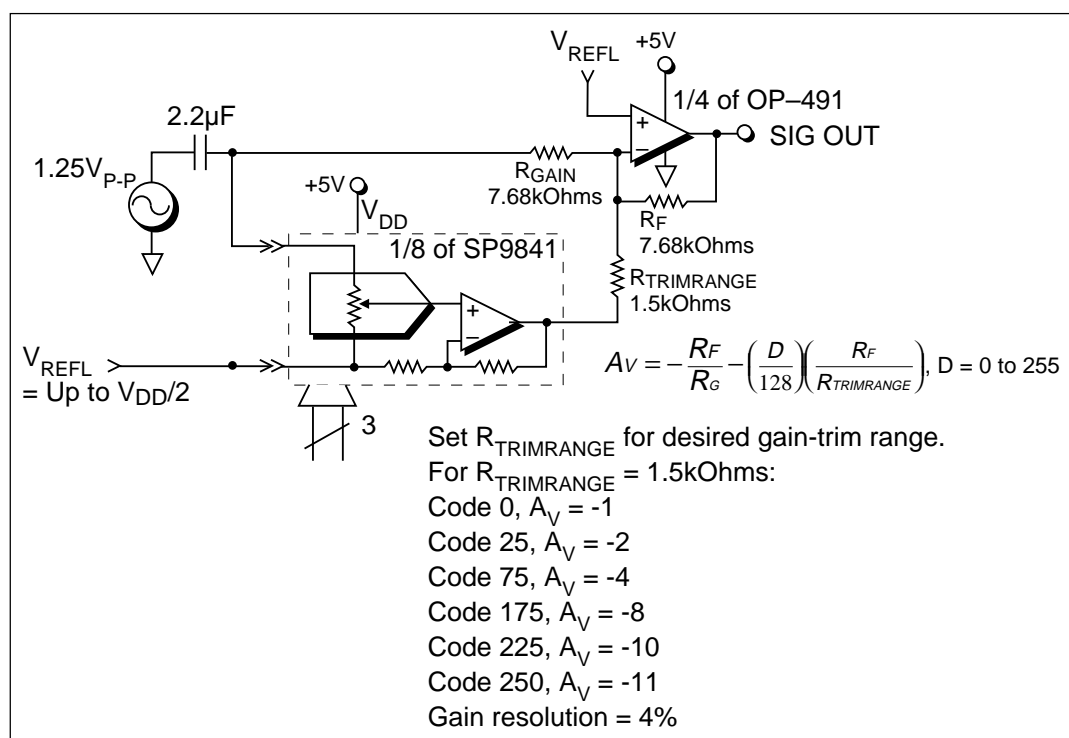 V_REFL
+5V
1/4 of OP–491
2.2µF
+
−
SIG OUT
1.25V_P-P
R_GAIN
7.68kOhms
+5V
V_DD
R_F
7.68kOhms
1/8 of SP9841
R_TRIMRANGE
1.5kOhms
+
−
V_REFL
= Up to V_DD/2
A_V = − R_F/R_G − (D/128)(R_F/R_TRIMRANGE), D = 0 to 255
3
Set R_TRIMRANGE for desired gain-trim range.
For R_TRIMRANGE = 1.5kOhms:
Code 0, A_V = -1
Code 25, A_V = -2
Code 75, A_V = -4
Code 175, A_V = -8
Code 225, A_V = -10
Code 250, A_V = -11
Gain resolution = 4%